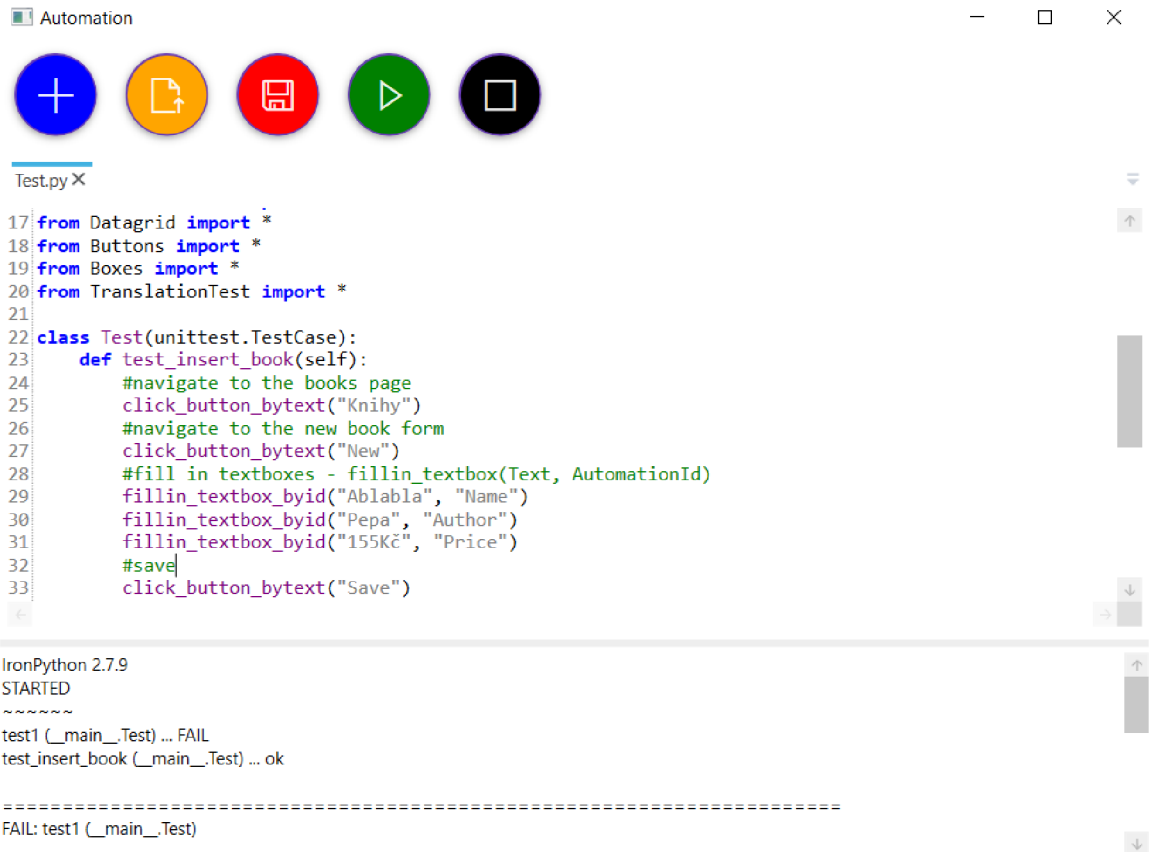 Automation
Test.py
17 from Datagrid import *
18 from Buttons import *
19 from Boxes import *
20 from TranslationTest import *
21
22 class Test(unittest.TestCase):
23     def test_insert_book(self):
24         #navigate to the books page
25         click_button_bytext("Knihy")
26         #navigate to the new book form
27         click_button_bytext("New")
28         #fill in textboxes - fillin_textbox(Text, AutomationId)
29         fillin_textbox_byid("Ablabla", "Name")
30         fillin_textbox_byid("Pepa", "Author")
31         fillin_textbox_byid("155Kč", "Price")
32         #save
33         click_button_bytext("Save")
IronPython 2.7.9
STARTED
~~~~~~
test1 (__main__.Test) ... FAIL
test_insert_book (__main__.Test) ... ok
======================================================================
FAIL: test1 (__main__.Test)